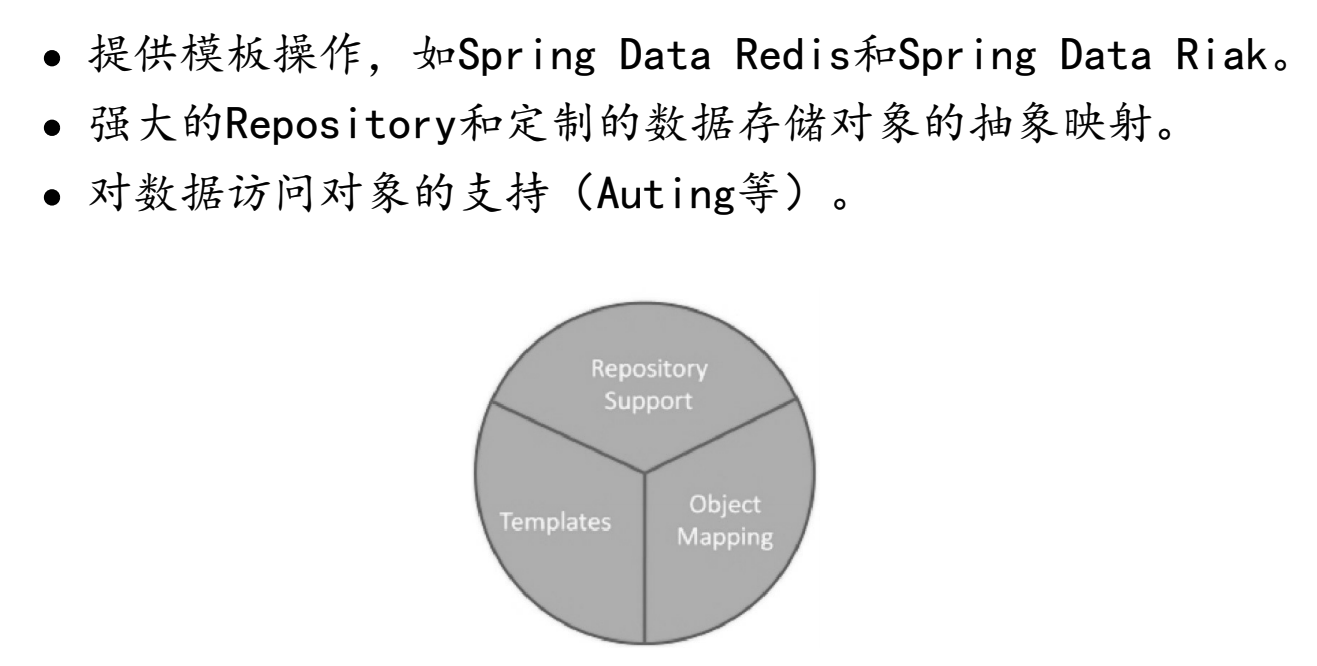 ● 提供模板操作，如Spring Data Redis和Spring Data Riak。
● 强大的Repository和定制的数据存储对象的抽象映射。
● 对数据访问对象的支持（Auting等）。
Repository
Support
Templates
Object
Mapping